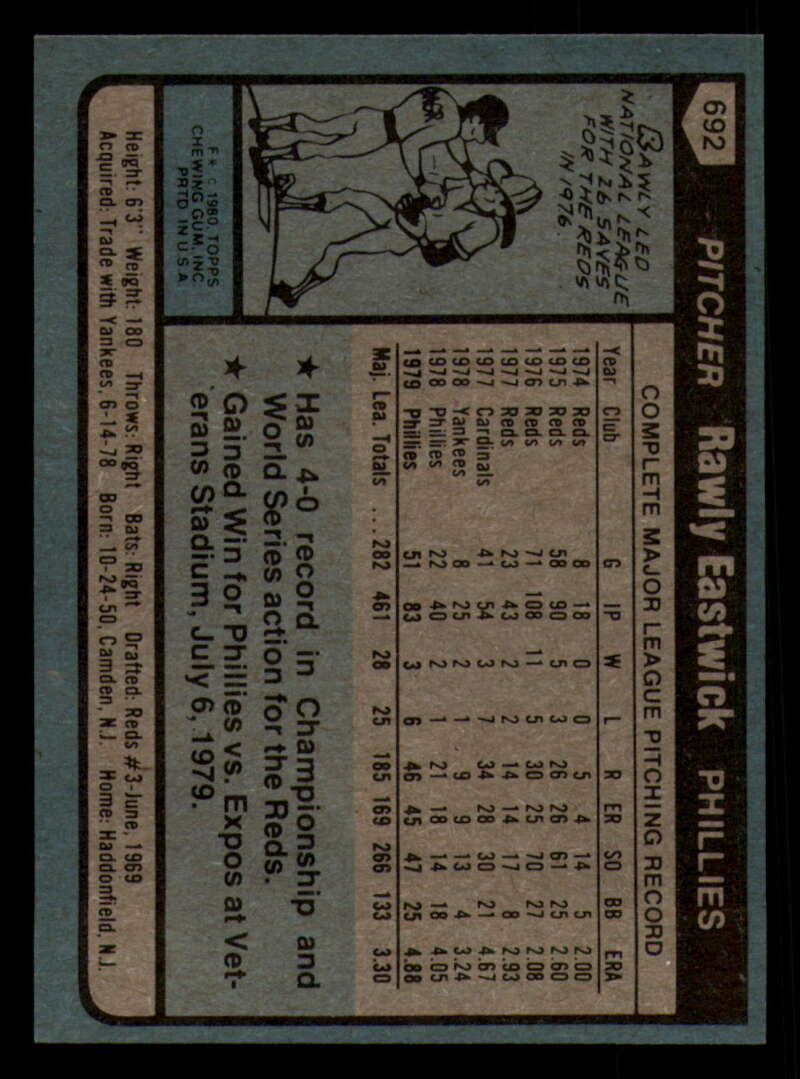 692
PITCHER Rawly Eastwick PHILLIES
RAWLY LED
NATIONAL LEAGUE
WITH 26 SAVES
FOR THE REDS
IN 1976.
F* © 1980 TOPPS
CHEWING GUM, INC.
PRTD IN U S A
COMPLETE MAJOR LEAGUE PITCHING RECORD
Year Club G IP W L R ER SO BB ERA
1974 Reds 8 18 0 0 5 4 14 5 2.00
1975 Reds 58 90 5 3 26 26 61 25 2.60
1976 Reds 71 108 11 5 30 25 70 27 2.08
1977 Reds 23 43 2 2 14 14 17 8 2.93
1977 Cardinals 41 54 3 7 34 28 30 21 4.67
1978 Yankees 8 25 2 1 9 9 13 4 3.24
1978 Phillies 22 40 2 1 21 18 14 18 4.05
1979 Phillies 51 83 3 6 46 45 47 25 4.88
Maj. Lea. Totals ... 282 461 28 25 185 169 266 133 3.30
★ Has 4-0 record in Championship and
World Series action for the Reds.
★ Gained Win for Phillies vs. Expos at Vet-
erans Stadium, July 6, 1979.
Height: 6'3" Weight: 180 Throws: Right Bats: Right Drafted: Reds #3-June, 1969
Acquired: Trade with Yankees, 6-14-78 Born: 10-24-50, Camden, N.J. Home: Haddonfield, N.J.